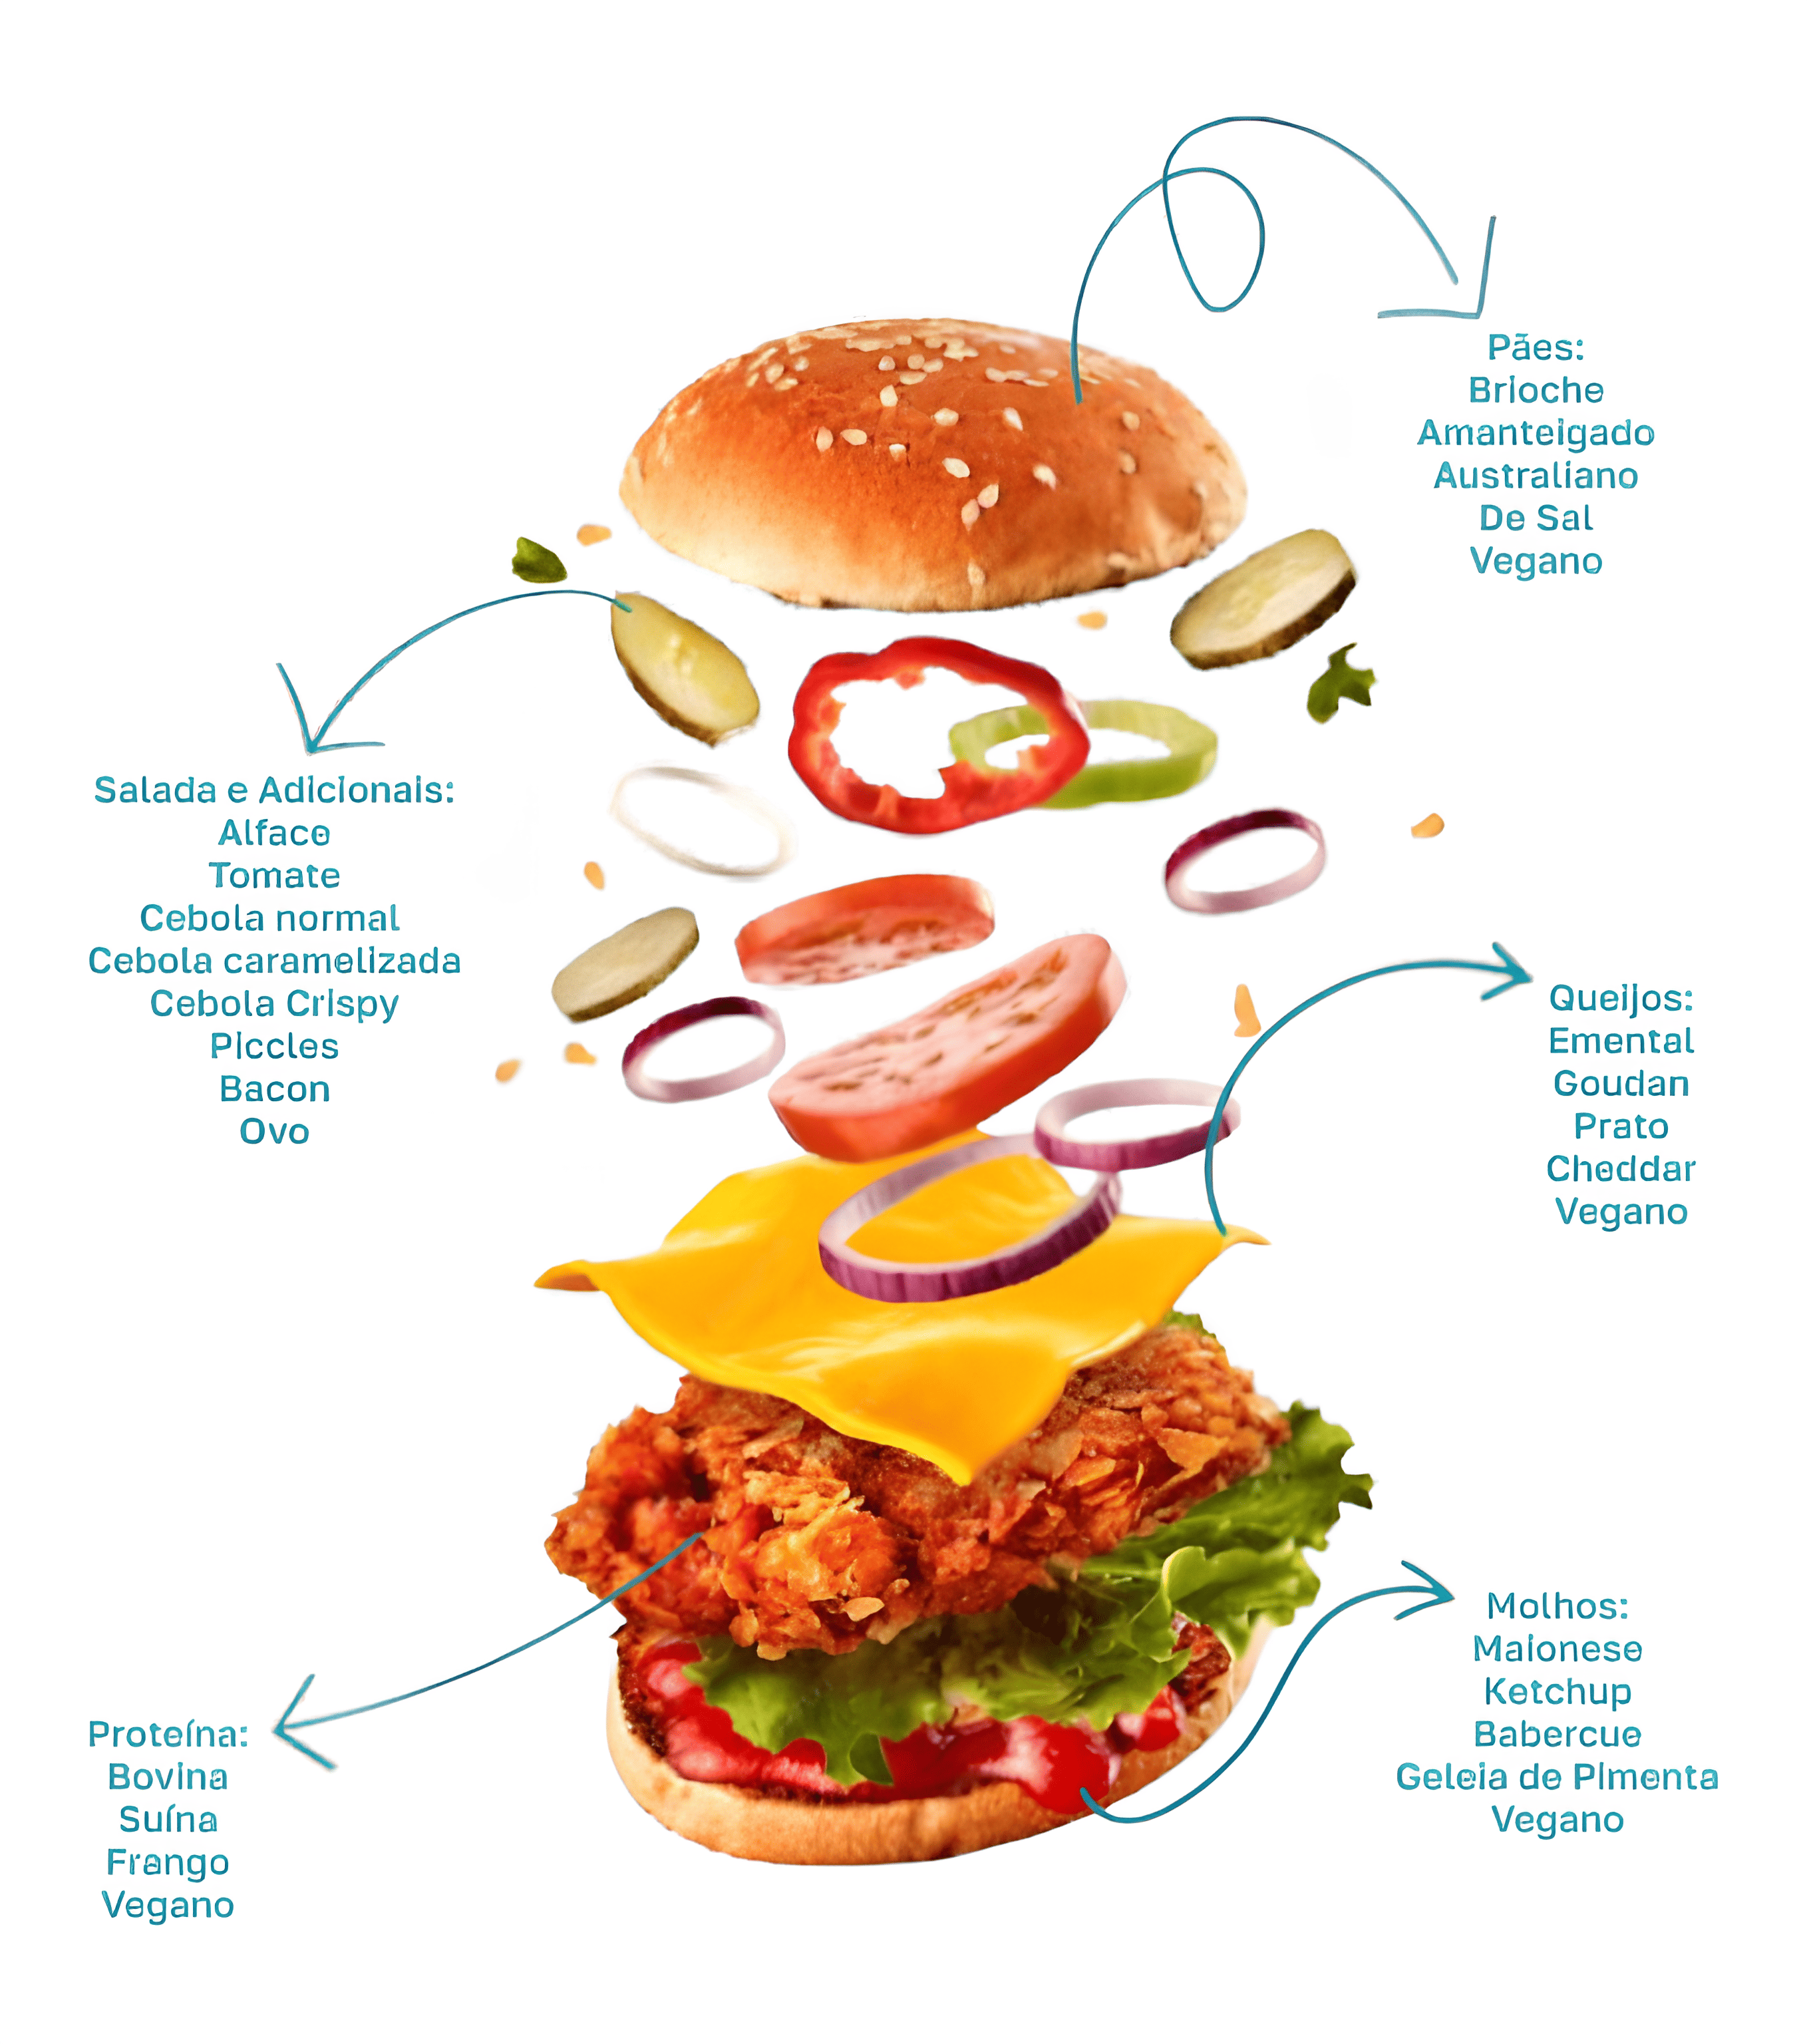 Pães:
Brioche
Amanteigado
Australiano
De Sal
Vegano
Salada e Adicionais:
Alface
Tomate
Cebola normal
Cebola caramelizada
Cebola Crispy
Piccles
Bacon
Ovo
Queijos:
Emental
Goudan
Prato
Cheddar
Vegano
Molhos:
Maionese
Ketchup
Babercue
Geleia de Pimenta
Vegano
Proteína:
Bovina
Suína
Frango
Vegano